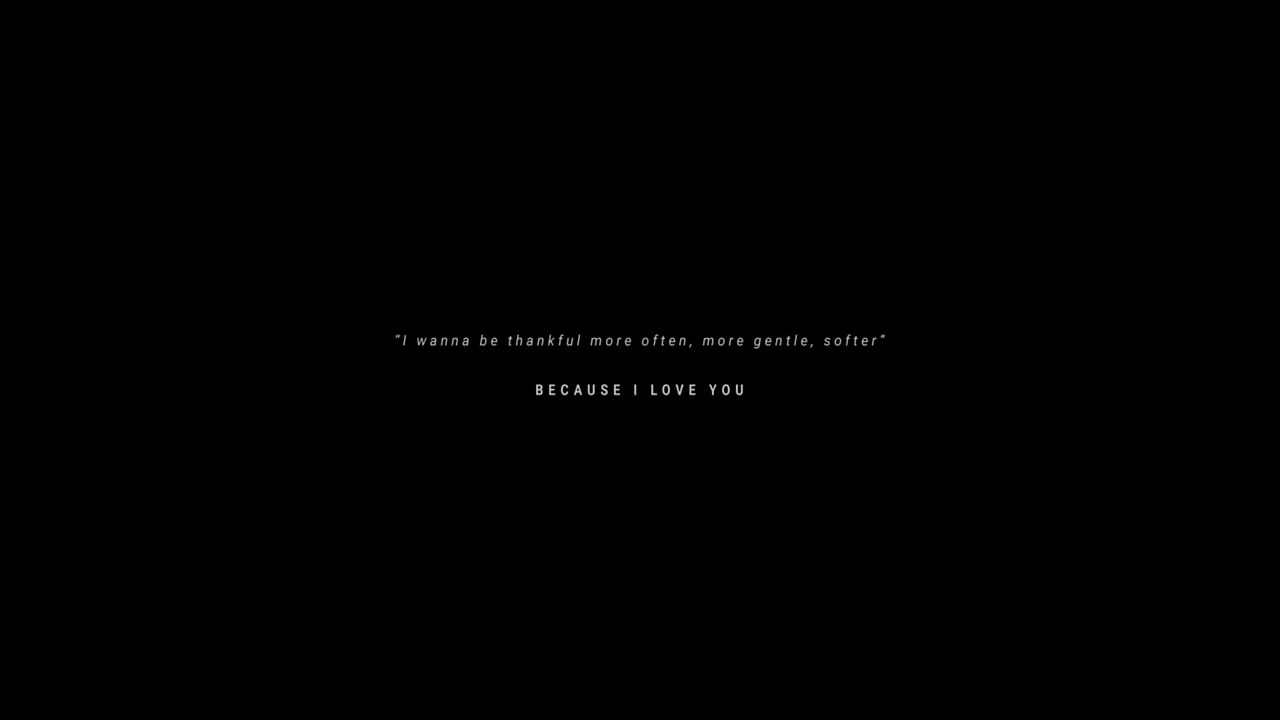 "I wanna be thankful more often, more gentle, softer"
BECAUSE I LOVE YOU